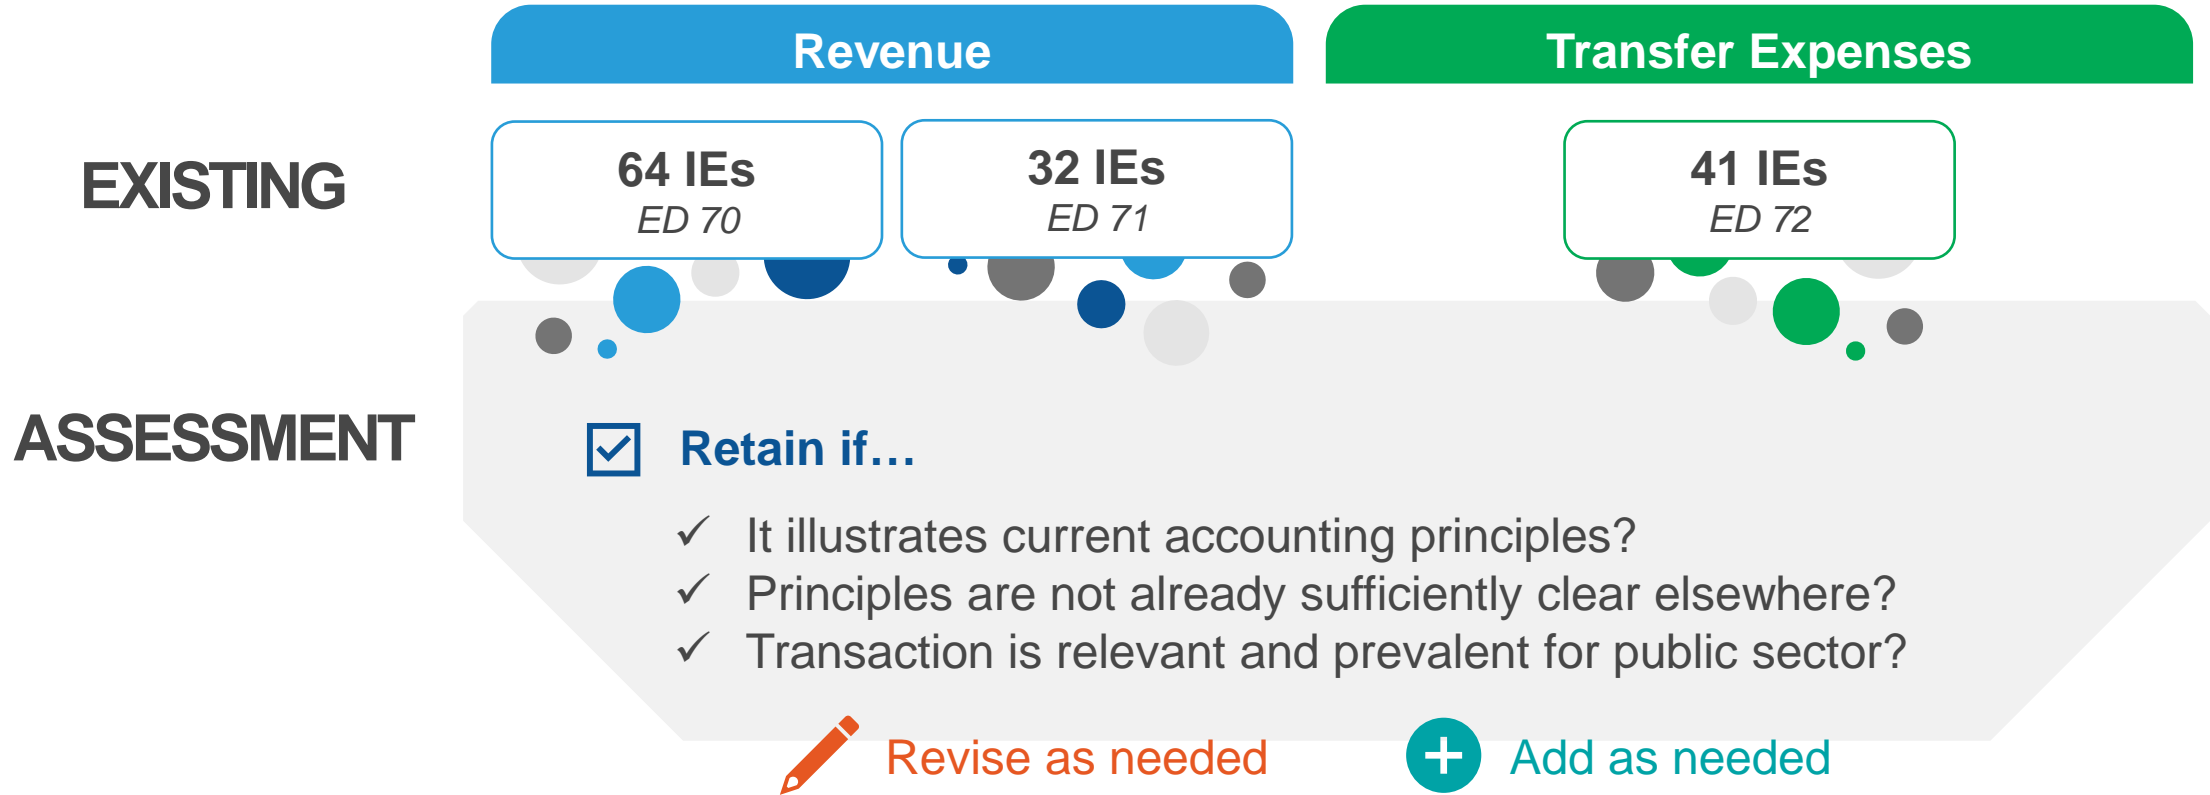 Revenue
Transfer Expenses
EXISTING
64 IEs
ED 70
32 IEs
ED 71
41 IEs
ED 72
ASSESSMENT
Retain if…
It illustrates current accounting principles?
Principles are not already sufficiently clear elsewhere?
Transaction is relevant and prevalent for public sector?
Revise as needed
Add as needed